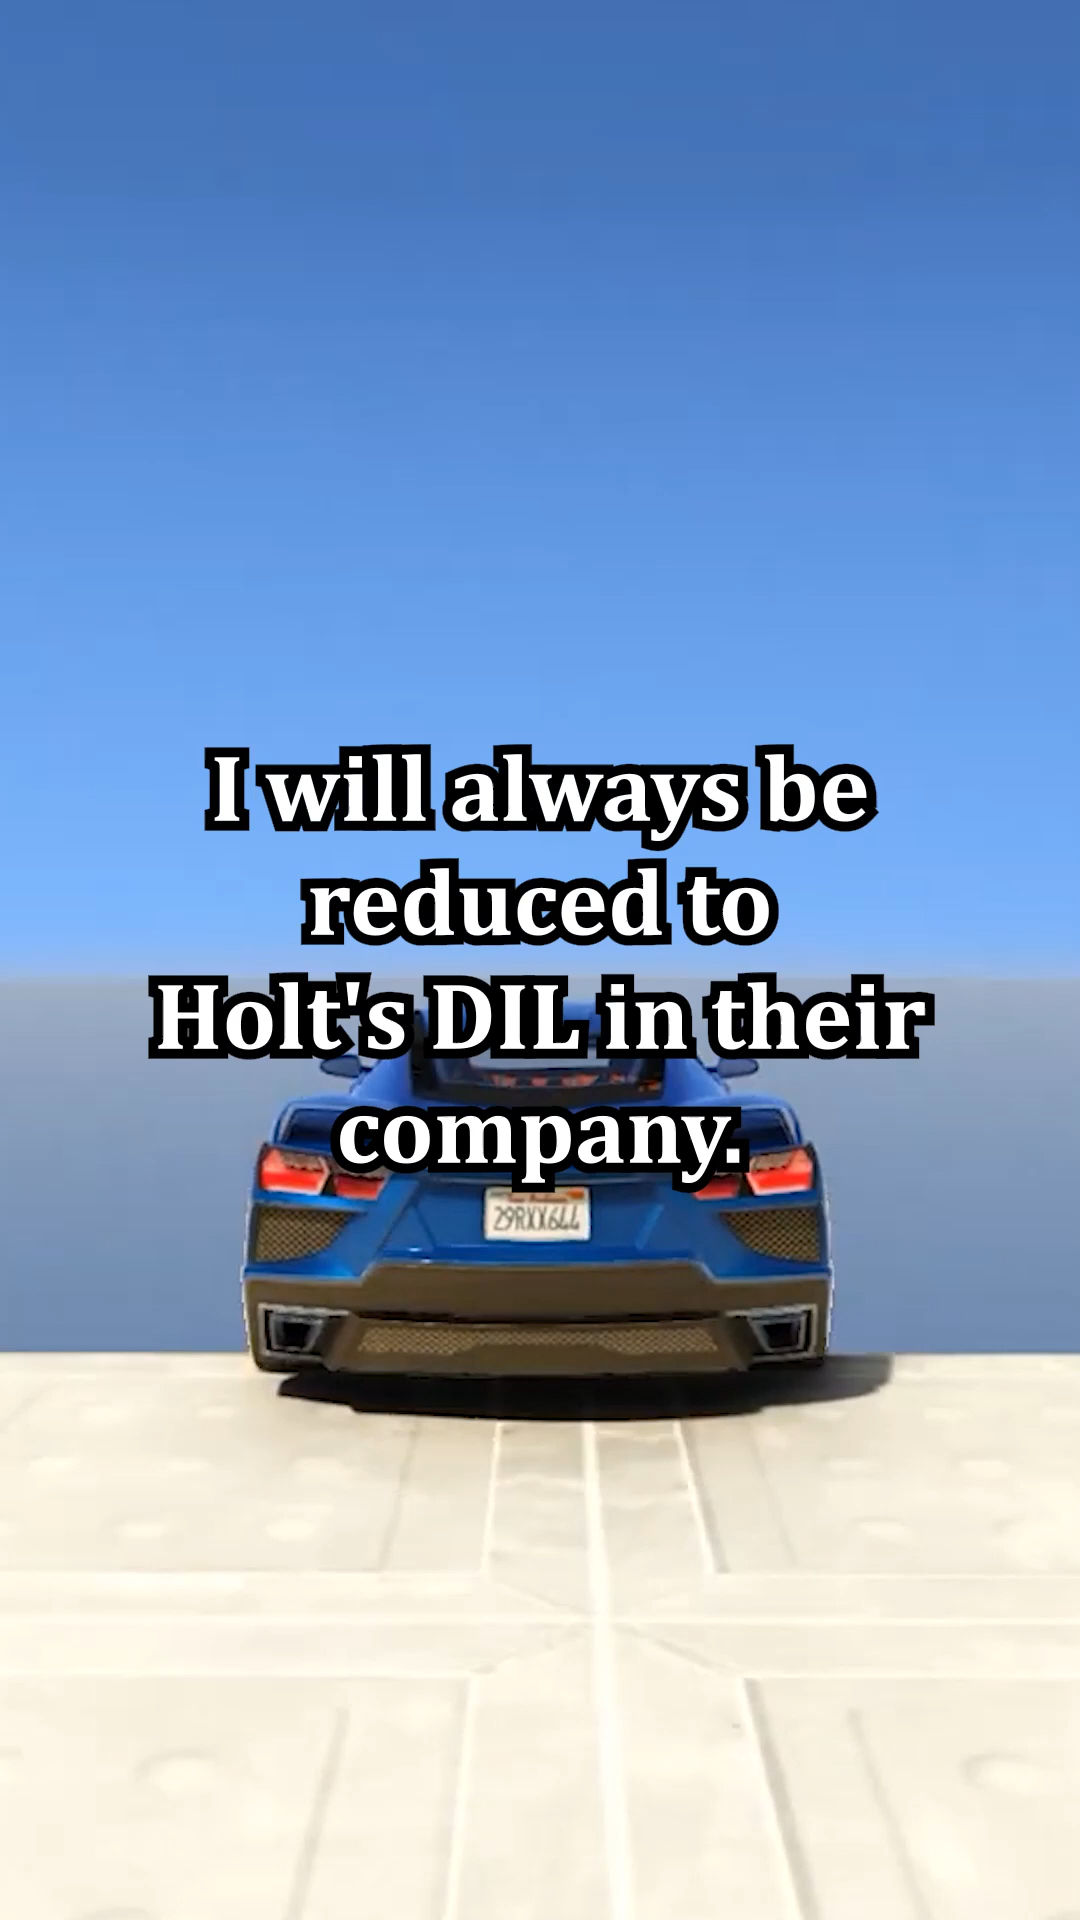 I will always be
reduced to
Holt's DIL in their
company.
29RXX644